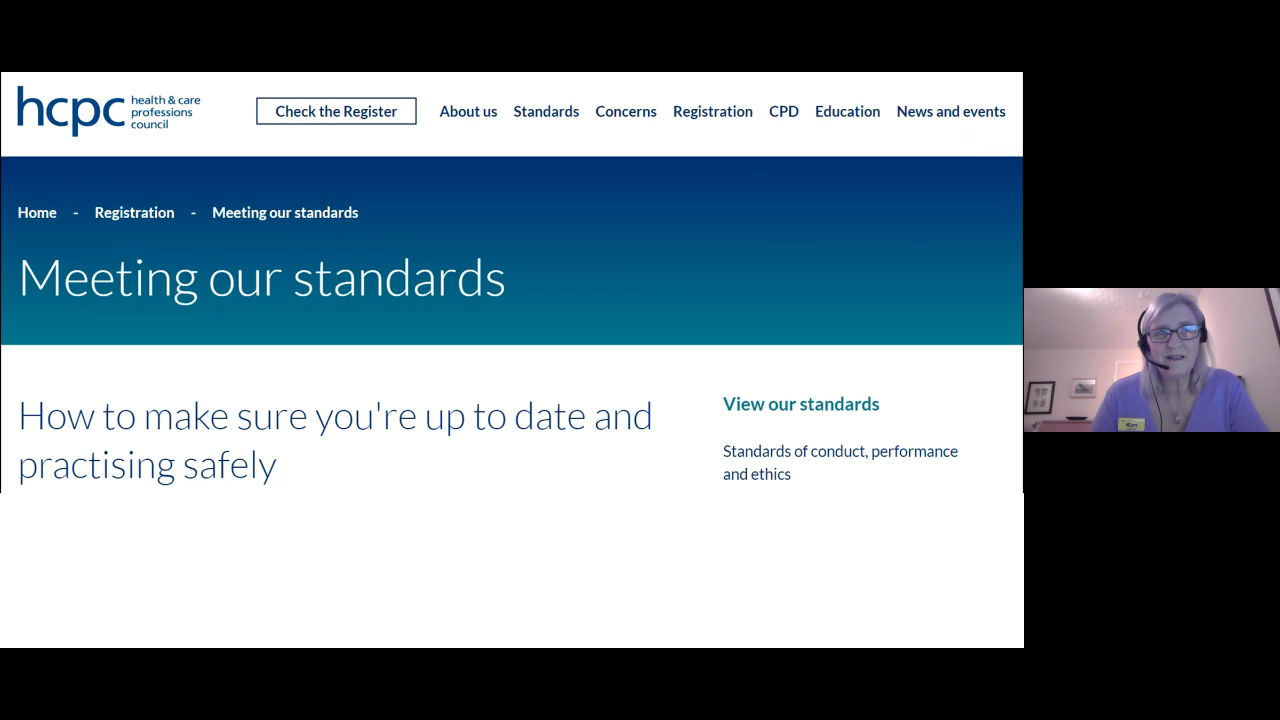 hcpc
health & care
professions
council
Check the Register
About us
Standards
Concerns
Registration
CPD
Education
News and events
Home - Registration - Meeting our standards
Meeting our standards
How to make sure you're up to date and
practising safely
View our standards
Standards of conduct, performance
and ethics
Kim